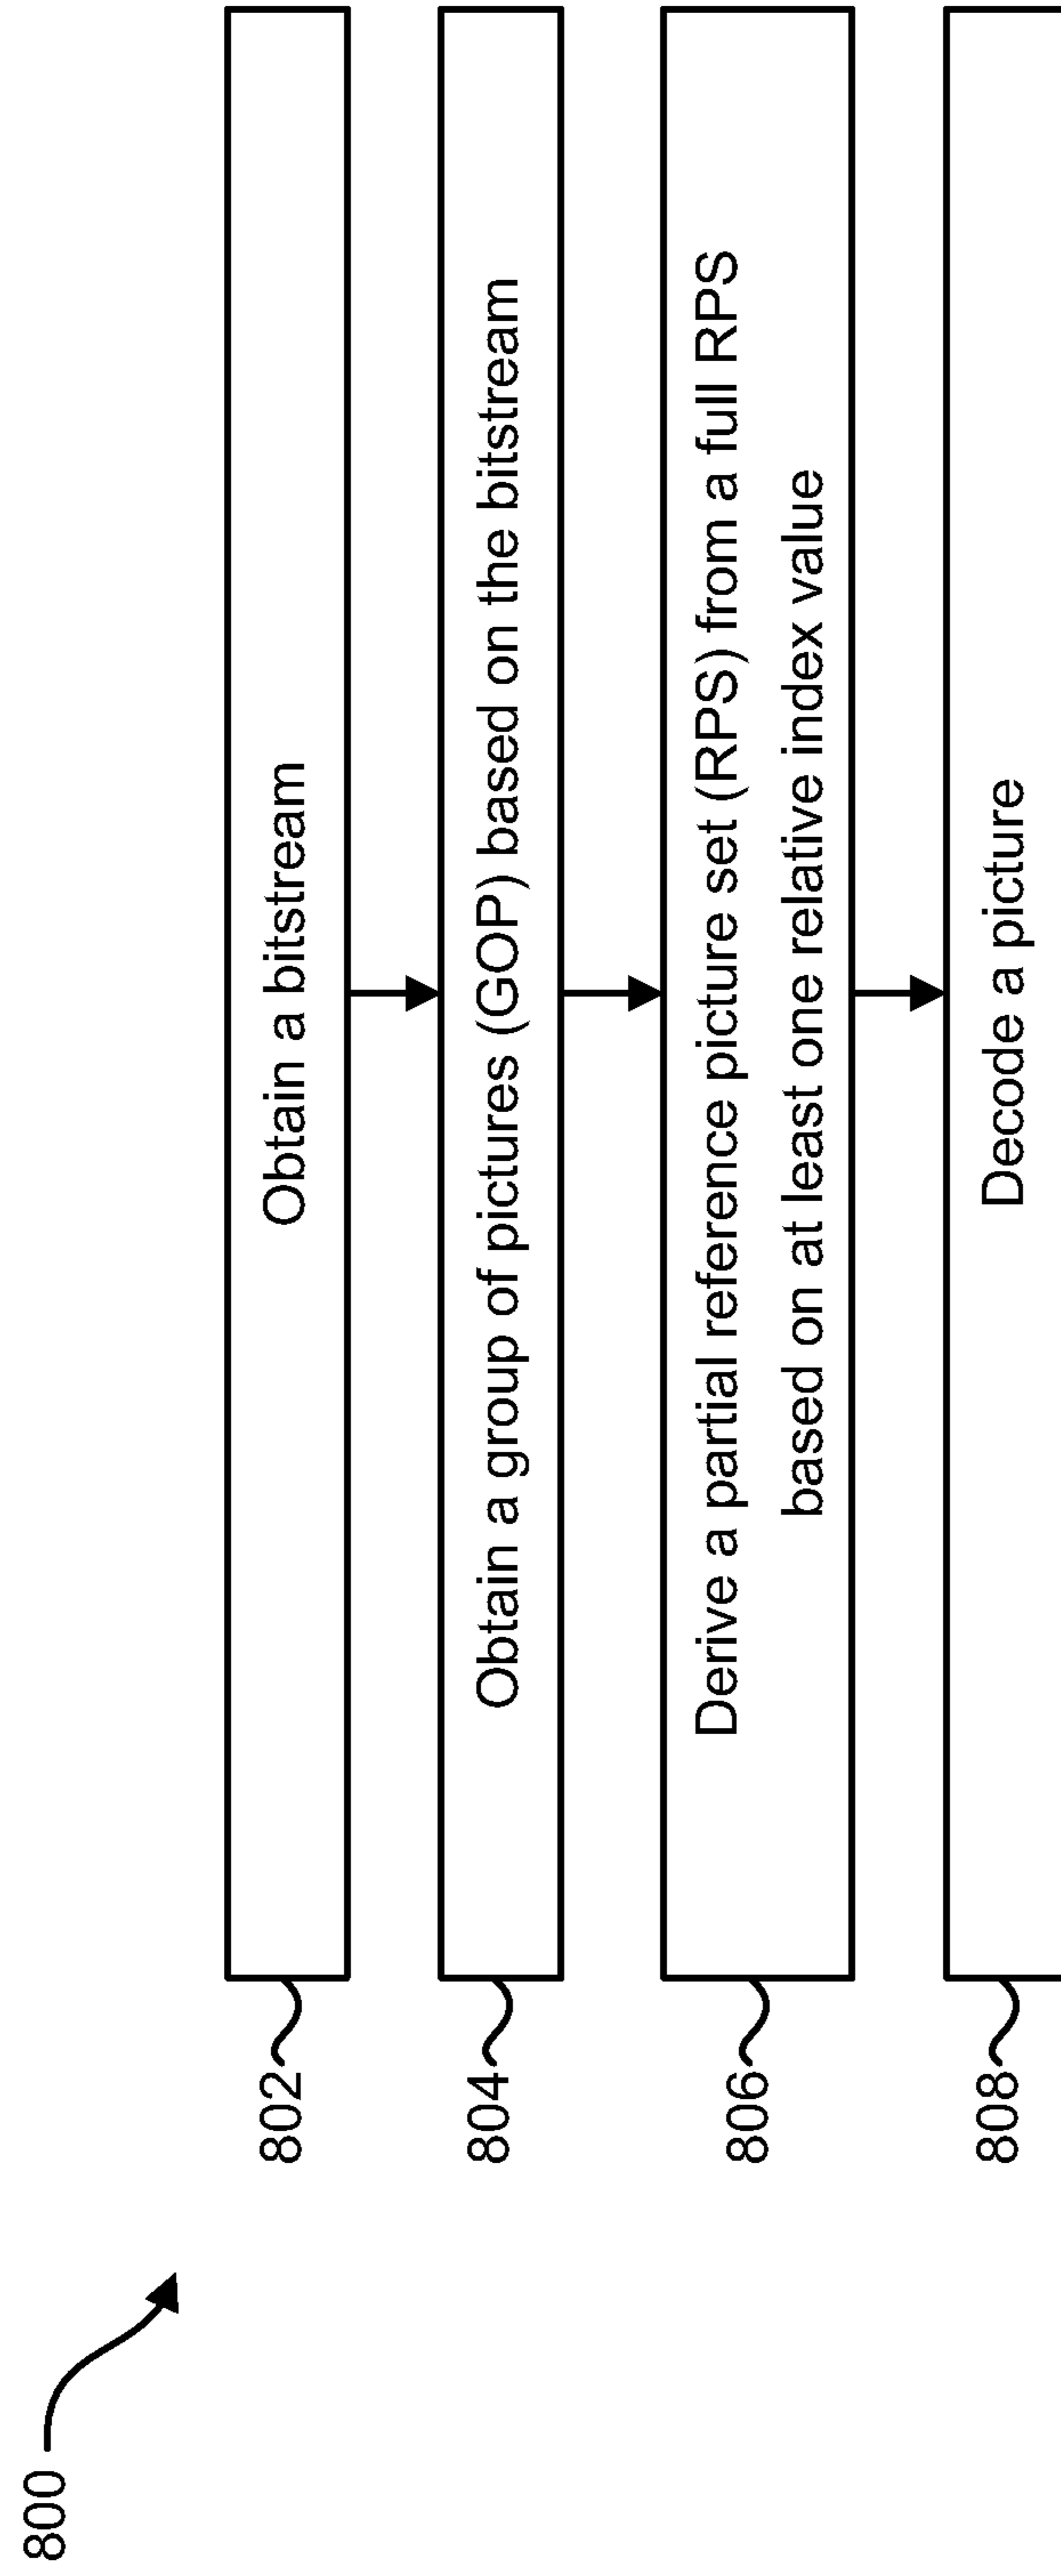 800
802
Obtain a bitstream
804
Obtain a group of pictures (GOP) based on the bitstream
806
Derive a partial reference picture set (RPS) from a full RPS
based on at least one relative index value
808
Decode a picture